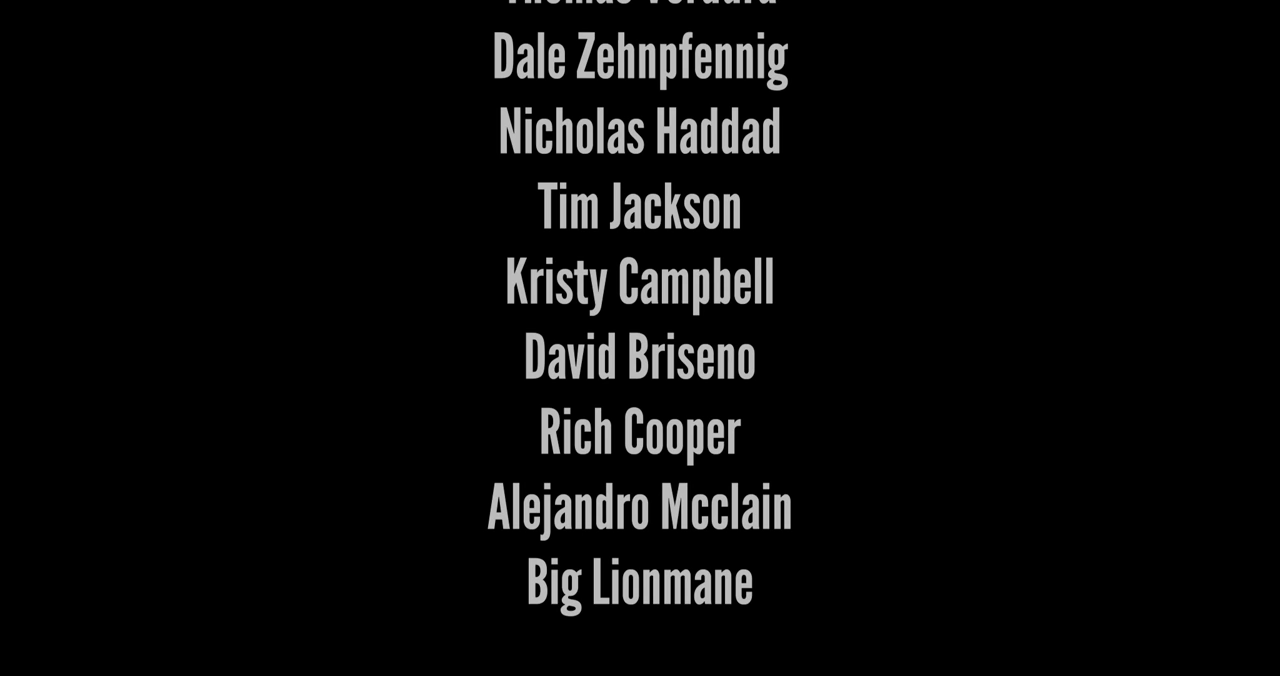 Dale Zehnpfennig
Nicholas Haddad
Tim Jackson
Kristy Campbell
David Briseno
Rich Cooper
Alejandro Mcclain
Big Lionmane